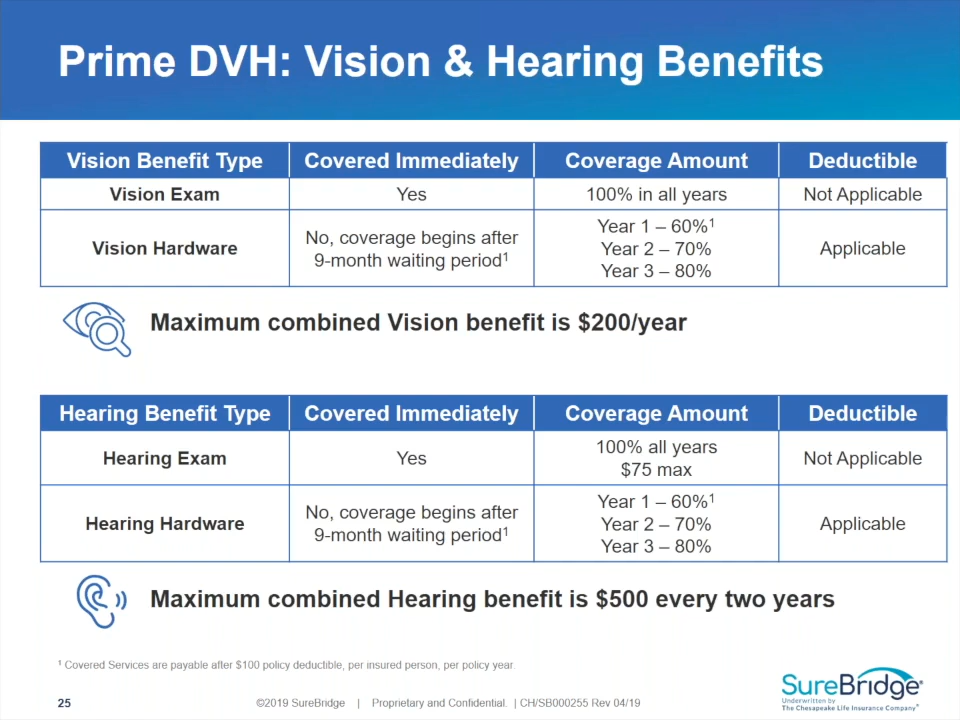 Prime DVH: Vision & Hearing Benefits
Vision Benefit Type Covered Immediately Coverage Amount Deductible
Vision Exam Yes 100% in all years Not Applicable
Vision Hardware
No, coverage begins after
9-month waiting period¹
Year 1 – 60%¹
Year 2 – 70%
Year 3 – 80%
Applicable
Maximum combined Vision benefit is $200/year
Hearing Benefit Type Covered Immediately Coverage Amount Deductible
Hearing Exam
Yes
100% all years
$75 max
Not Applicable
Hearing Hardware
No, coverage begins after
9-month waiting period¹
Year 1 – 60%¹
Year 2 – 70%
Year 3 – 80%
Applicable
Maximum combined Hearing benefit is $500 every two years
¹ Covered Services are payable after $100 policy deductible, per insured person, per policy year.
25
©2019 SureBridge | Proprietary and Confidential. | CH/SB000255 Rev 04/19
SureBridge®
Underwritten by
The Chesapeake Life Insurance Company℠